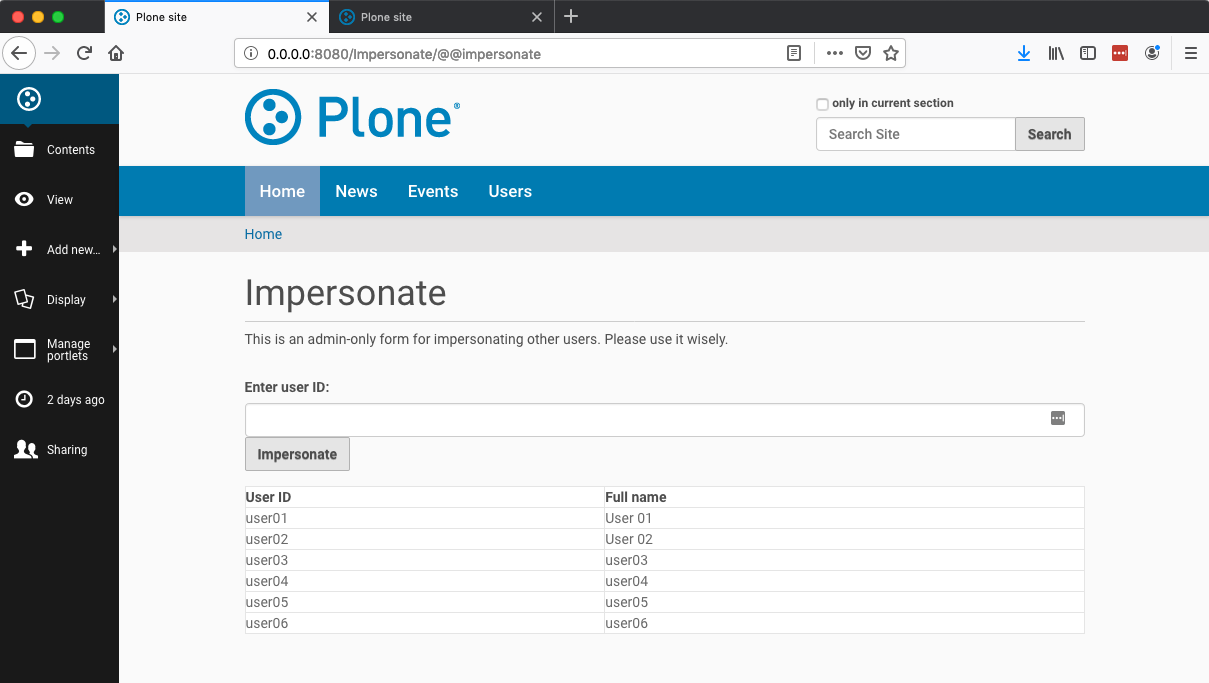 Plone site
Plone site
0.0.0.0:8080/Impersonate/@@impersonate
Contents
View
Add new...
Display
Manage portlets
2 days ago
Sharing
Plone®
only in current section
Search Site
Search
Home News Events Users
Home
Impersonate
This is an admin-only form for impersonating other users. Please use it wisely.
Enter user ID:
Impersonate
User ID Full name
user01 User 01
user02 User 02
user03 user03
user04 user04
user05 user05
user06 user06